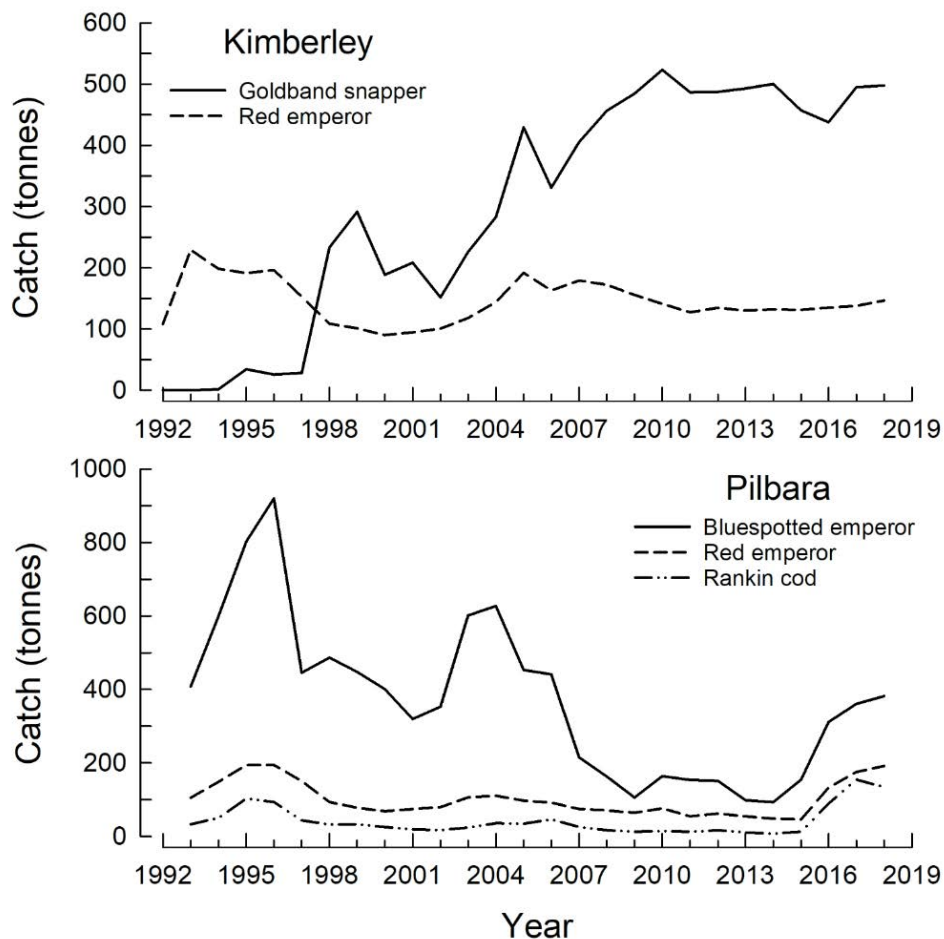 Kimberley
Goldband snapper
Red emperor
Catch (tonnes)
600
500
400
300
200
100
0
1992 1995 1998 2001 2004 2007 2010 2013 2016 2019
Pilbara
Bluespotted emperor
Red emperor
Rankin cod
Catch (tonnes)
1000
800
600
400
200
0
1992 1995 1998 2001 2004 2007 2010 2013 2016 2019
Year